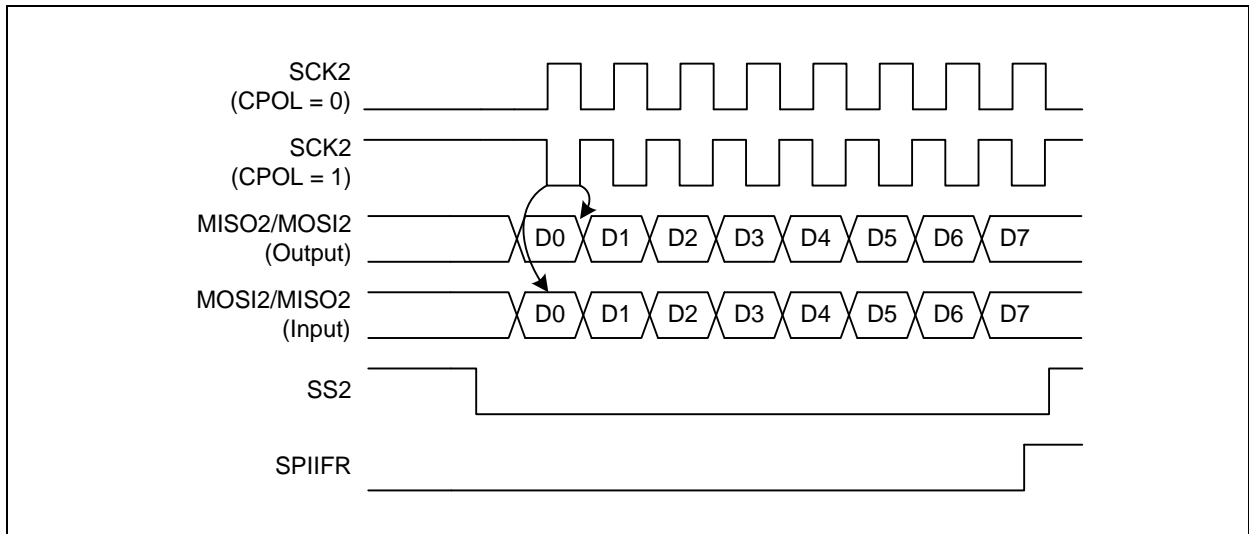 SCK2
(CPOL = 0)
SCK2
(CPOL = 1)
MISO2/MOSI2
(Output)
D0 D1 D2 D3 D4 D5 D6 D7
MOSI2/MISO2
(Input)
D0 D1 D2 D3 D4 D5 D6 D7
SS2
SPIIFR